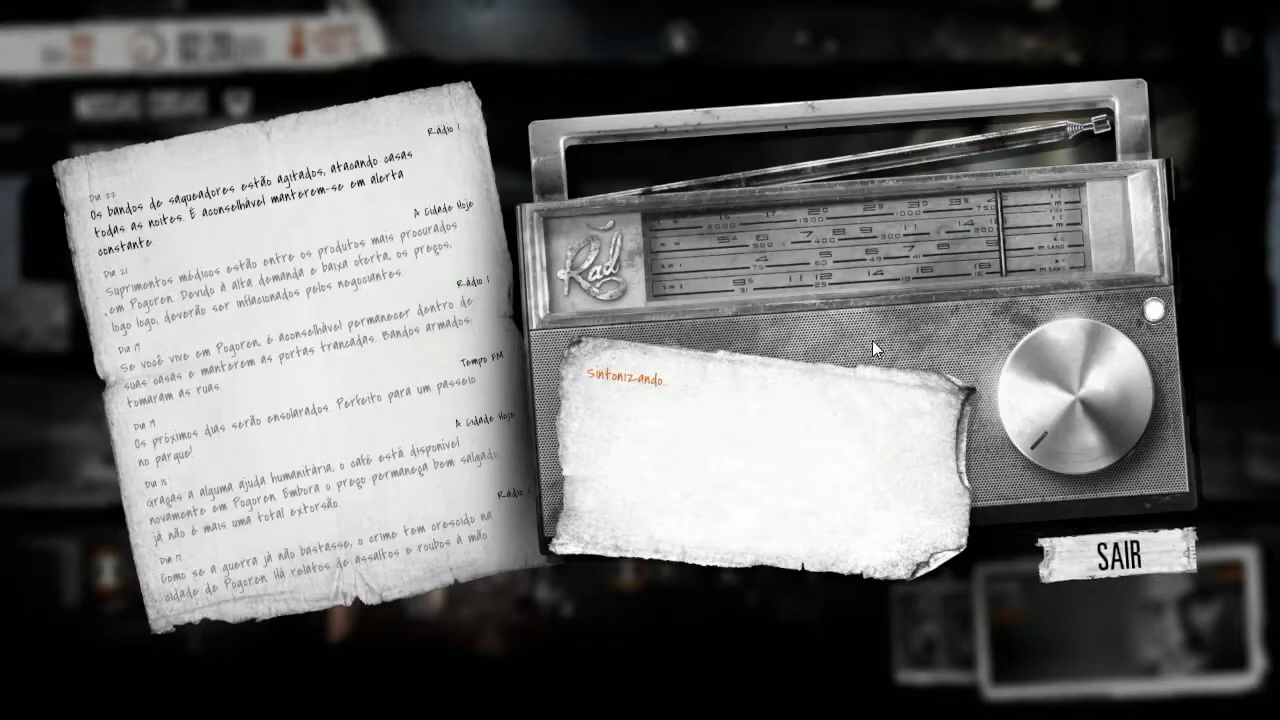 Rádio 1
Dia 22
Os bandos de saqueadores estão agitados, atacando casas
todas as noites. É aconselhável manterem-se em alerta
constante.
A Cidade Hoje
Dia 21
Suprimentos médicos estão entre os produtos mais procurados
em Pogoren. Devido à alta demanda e baixa oferta, os preços,
logo logo, deverão ser inflacionados pelos negociantes.
Rádio 1
Dia 19
Se você vive em Pogoren, é aconselhável permanecer dentro de
suas casas e manterem as portas trancadas. Bandos armados
tomaram as ruas.
Tempo FM
Dia 19
Os próximos dias serão ensolarados. Perfeito para um passeio
no parque!
A Cidade Hoje
Dia 18
Graças a alguma ajuda humanitária, o café está disponível
novamente em Pogoren. Embora o preço permaneça bem salgado
já não é mais uma total extorsão.
Rádio
Dia 17
Como se a guerra já não bastasse, o crime tem crescido na
cidade de Pogoren. Há relatos de assaltos e roubos à mão
Rad
Sintonizando...
SAIR